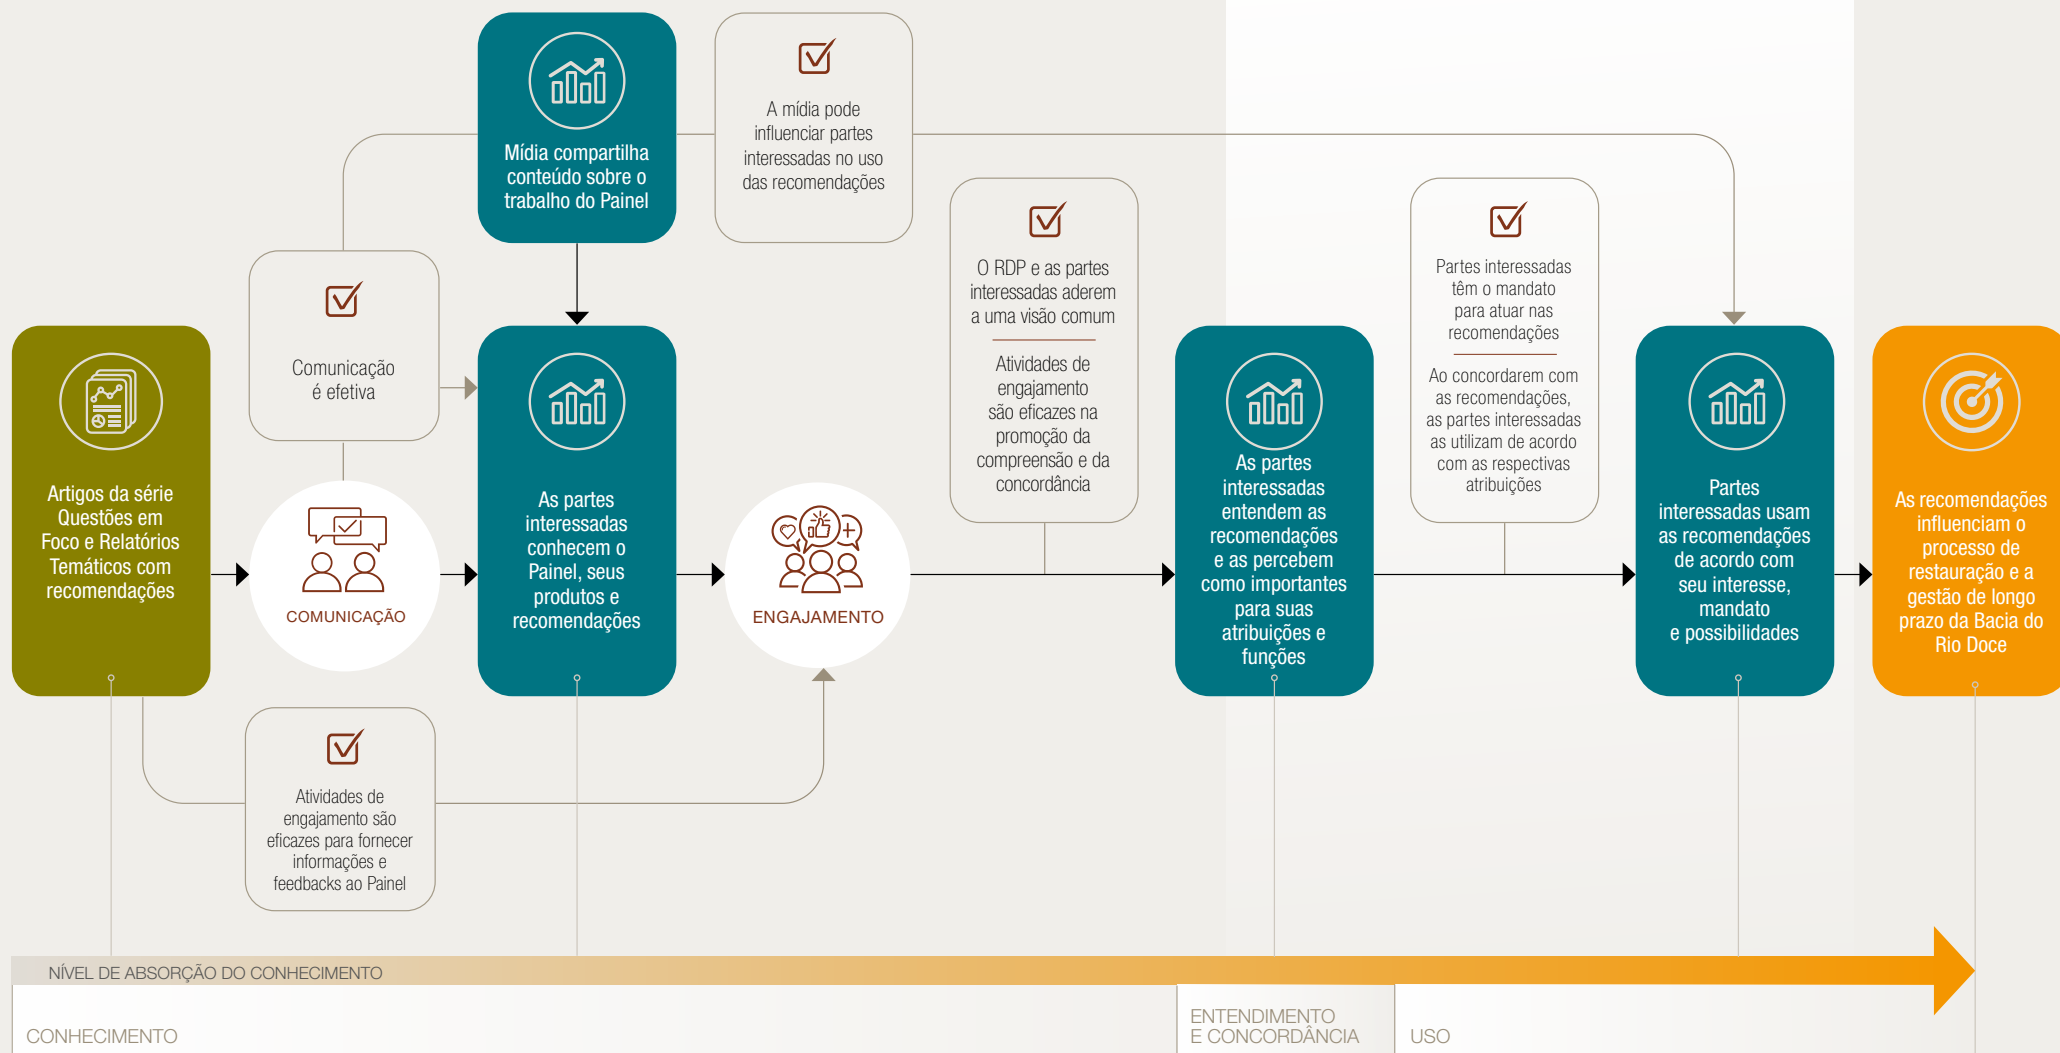 Mídia compartilha
conteúdo sobre o
trabalho do Painel
A mídia pode
influenciar partes
interessadas no uso
das recomendações
Comunicação
é efetiva
O RDP e as partes
interessadas aderem
a uma visão comum
Atividades de
engajamento
são eficazes na
promoção da
compreensão e da
concordância
Partes interessadas
têm o mandato
para atuar nas
recomendações
Ao concordarem com
as recomendações,
as partes interessadas
as utilizam de acordo
com as respectivas
atribuições
Artigos da série
Questões em
Foco e Relatórios
Temáticos com
recomendações
COMUNICAÇÃO
As partes
interessadas
conhecem o
Painel, seus
produtos e
recomendações
ENGAJAMENTO
As partes
interessadas
entendem as
recomendações
e as percebem
como importantes
para suas
atribuições e
funções
Partes
interessadas usam
as recomendações
de acordo com
seu interesse,
mandato
e possibilidades
As recomendações
influenciam o
processo de
restauração e a
gestão de longo
prazo da Bacia do
Rio Doce
Atividades de
engajamento são
eficazes para fornecer
informações e
feedbacks ao Painel
NÍVEL DE ABSORÇÃO DO CONHECIMENTO
CONHECIMENTO
ENTENDIMENTO
E CONCORDÂNCIA
USO